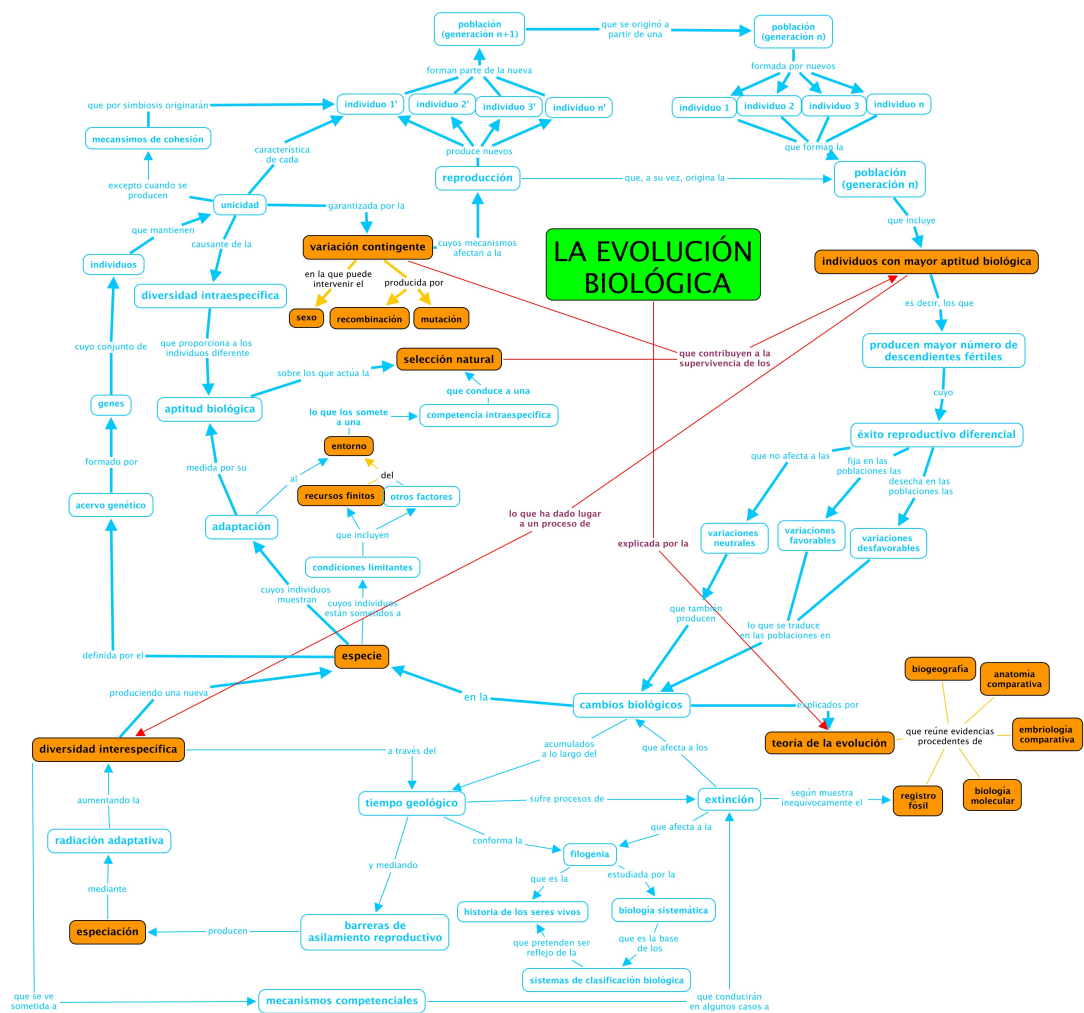 población
(generación n+1)
que se originó a
partir de una
población
(generación n)
forman parte de la nueva
formada por nuevos
que por simbiosis originarán
individuo 1'
individuo 2'
individuo 3'
individuo n'
individuo 1
individuo 2
individuo 3
individuo n
mecansimos de cohesión
característica
de cada
produce nuevos
que forman la
excepto cuando se
producen
reproducción
que, a su vez, origina la
población
(generación n)
unicidad
garantizada por la
que incluye
que mantienen
causante de la
variación contingente
cuyos mecanismos
afectan a la
LA EVOLUCIÓN
BIOLÓGICA
individuos con mayor aptitud biológica
individuos
en la que puede
intervenir el
producida por
diversidad intraespecífica
es decir, los que
sexo
recombinación
mutación
cuyo conjunto de
que proporciona a los
individuos diferente
selección natural
que contribuyen a la
supervivencia de los
producen mayor número de
descendientes fértiles
sobre los que actúa la
que conduce a una
cuyo
genes
aptitud biológica
lo que los somete
a una
competencia intraespecifica
éxito reproductivo diferencial
entorno
formado por
medida por su
al
del
que no afecta a las
fija en las
poblaciones las
desecha en las
poblaciones las
acervo genético
recursos finitos
otros factores
adaptación
lo que ha dado lugar
a un proceso de
que incluyen
explicada por la
variaciones
neutrales
variaciones
favorables
variaciones
desfavorables
condiciones limitantes
cuyos individuos
muestran
cuyos individuos
están sometidos a
que también
producen
lo que se traduce
en las poblaciones en
definida por el
especie
produciendo una nueva
en la
cambios biológicos
explicados por
biogeografía
anatomía
comparativa
diversidad interespecífica
a través del
acumulados
a lo largo del
que afecta a los
teoría de la evolución
que reúne evidencias
procedentes de
embriología
comparativa
aumentando la
tiempo geológico
sufre procesos de
extinción
según muestra
inequívocamente el
registro
fósil
biología
molecular
radiación adaptativa
conforma la
que afecta a la
filogenia
y mediando
que es la
estudiada por la
mediante
historia de los seres vivos
biología sistemática
especiación
producen
barreras de
asilamiento reproductivo
que pretenden ser
reflejo de la
que es la base
de los
sistemas de clasificación biológica
que se ve
sometida a
mecanismos competenciales
que conducirán
en algunos casos a